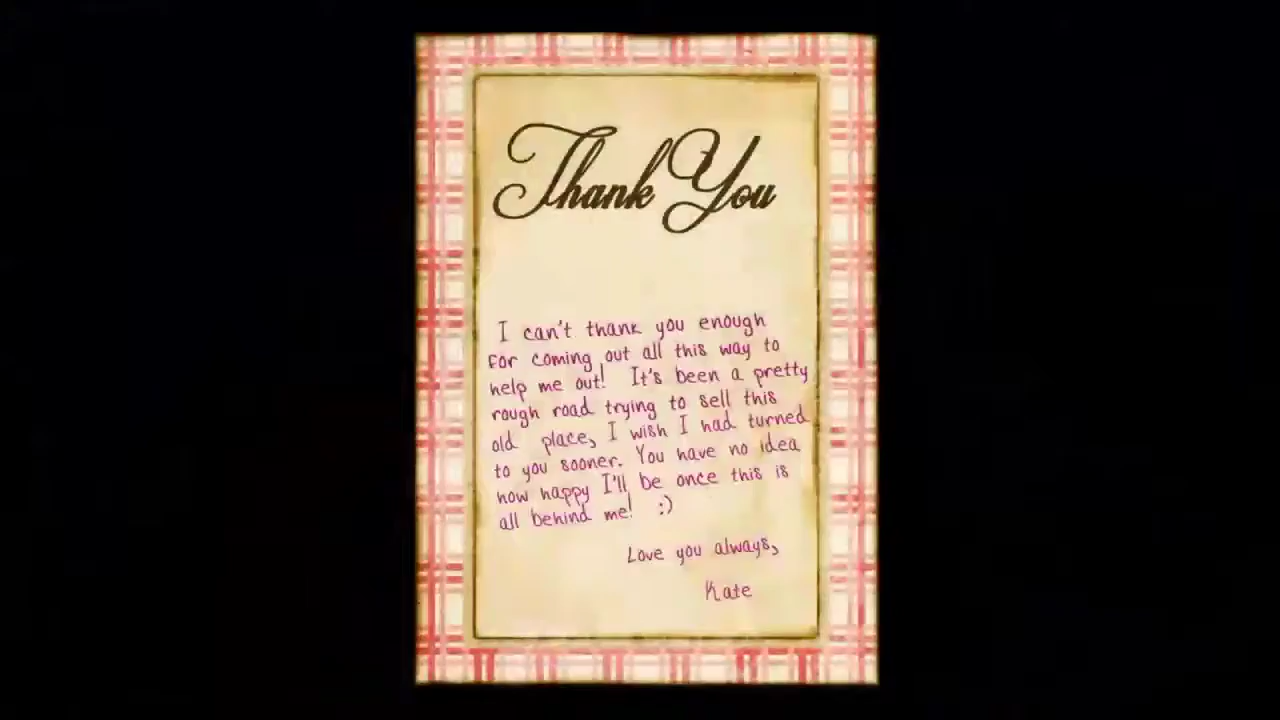 Thank You
I can't thank you enough
for coming out all this way to
help me out! It's been a pretty
rough road trying to sell this
old place, I wish I had turned
to you sooner. You have no idea
how happy I'll be once this is
all behind me! :)
Love you always,
Kate